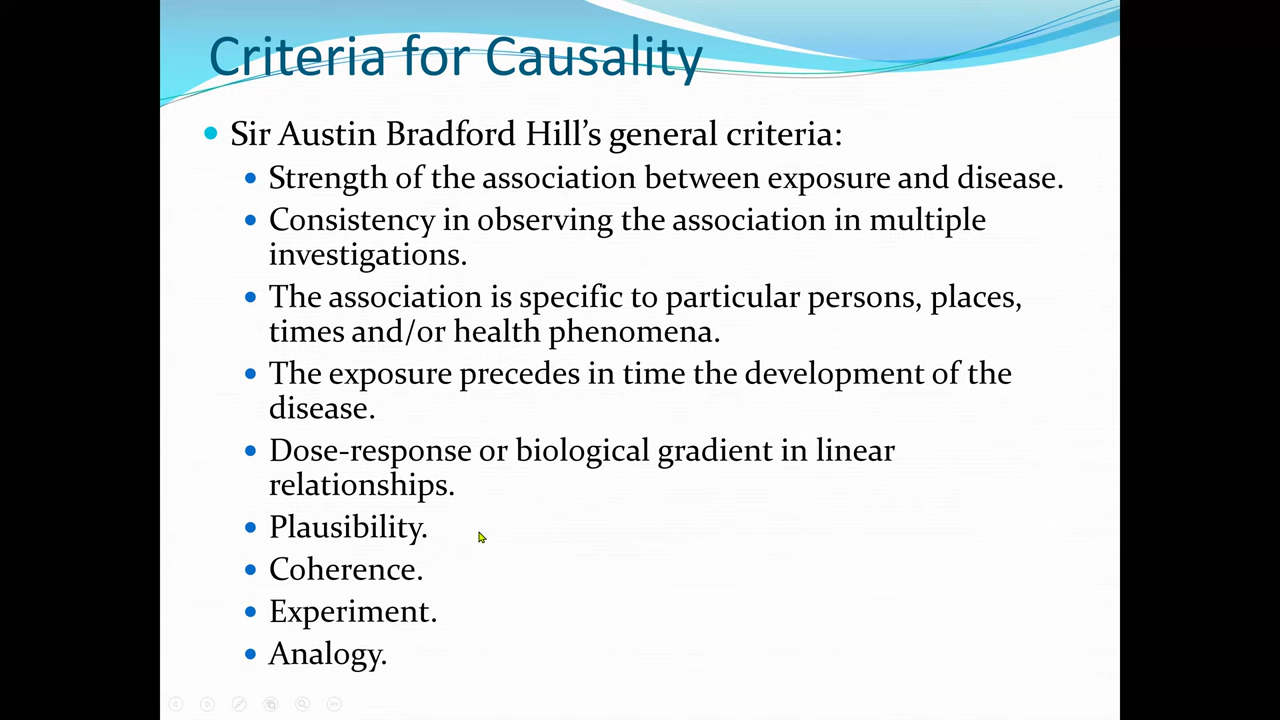 Criteria for Causality
Sir Austin Bradford Hill's general criteria:
Strength of the association between exposure and disease.
Consistency in observing the association in multiple
investigations.
The association is specific to particular persons, places,
times and/or health phenomena.
The exposure precedes in time the development of the
disease.
Dose-response or biological gradient in linear
relationships.
Plausibility.
Coherence.
Experiment.
Analogy.